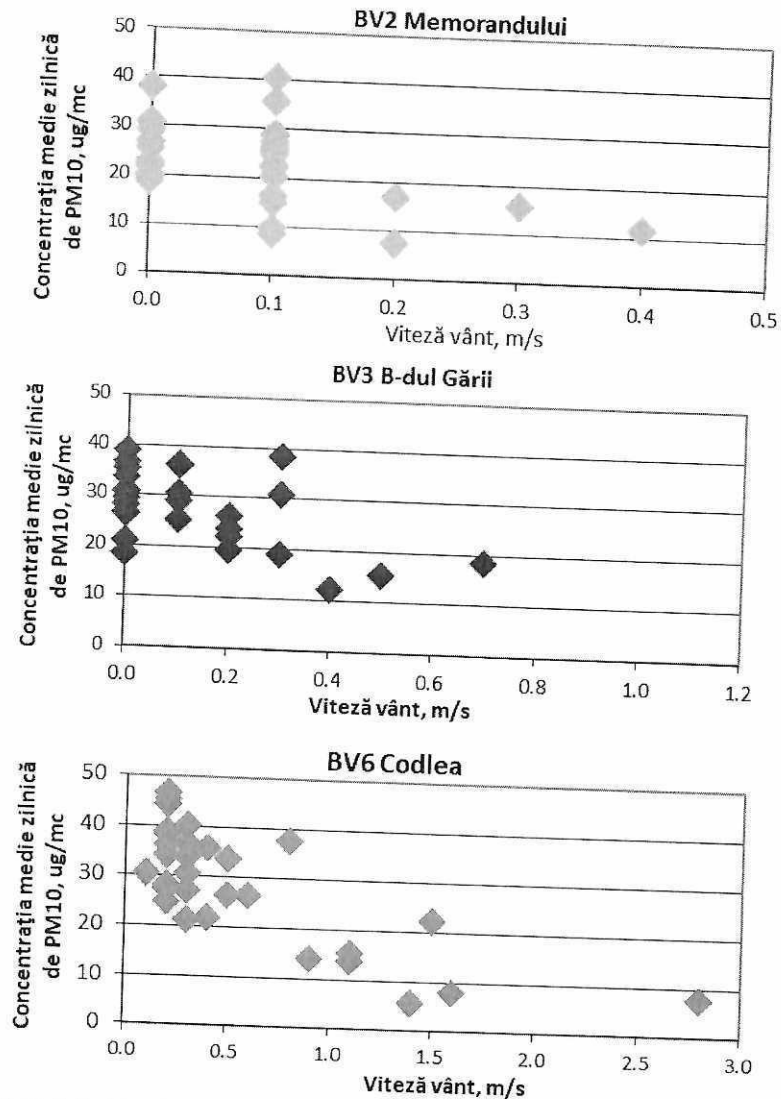 BV2 Memorandului
Concentrația medie zilnică
de PM10, ug/mc
50
40
30
20
10
0
0.0 0.1 0.2 0.3 0.4 0.5
Viteză vânt, m/s
BV3 B-dul Gării
Concentrația medie zilnică
de PM10, ug/mc
50
40
30
20
10
0
0.0 0.2 0.4 0.6 0.8 1.0 1.2
Viteză vânt, m/s
BV6 Codlea
Concentrația medie zilnică
de PM10, ug/mc
50
40
30
20
10
0
0.0 0.5 1.0 1.5 2.0 2.5 3.0
Viteză vânt, m/s